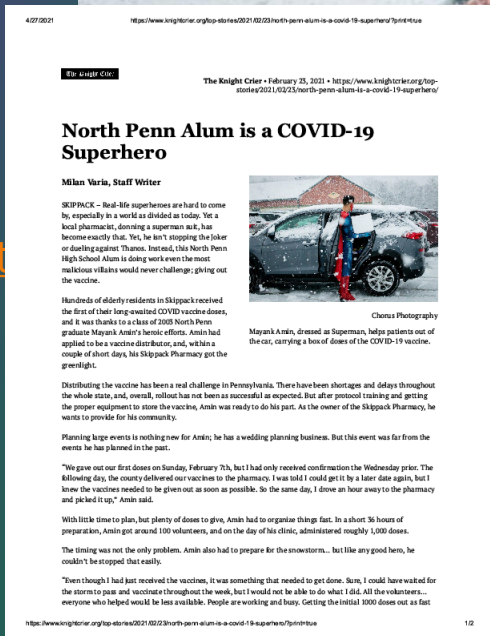 4/27/2021
https://www.knightcrier.org/top-stories/2021/02/23/north-penn-alum-is-a-covid-19-superhero/?print=true
The Knight Crier
The Knight Crier • February 23, 2021 • https://www.knightcrier.org/top-
stories/2021/02/23/north-penn-alum-is-a-covid-19-superhero/
North Penn Alum is a COVID-19
Superhero
Milan Varia, Staff Writer
SKIPPACK – Real-life superheroes are hard to come
by, especially in a world as divided as today. Yet a
local pharmacist, donning a superman suit, has
become exactly that. Yet, he isn't stopping the Joker
or dueling against Thanos. Instead, this North Penn
High School Alum is doing work even the most
malicious villains would never challenge; giving out
the vaccine.
Hundreds of elderly residents in Skippack received
the first of their long-awaited COVID vaccine doses,
and it was thanks to a class of 2003 North Penn
graduate Mayank Amin's heroic efforts. Amin had
applied to be a vaccine distributor, and, within a
couple of short days, his Skippack Pharmacy got the
greenlight.
Chorus Photography
Mayank Amin, dressed as Superman, helps patients out of
the car, carrying a box of doses of the COVID-19 vaccine.
Distributing the vaccine has been a real challenge in Pennsylvania. There have been shortages and delays throughout
the whole state, and, overall, rollout has not been as successful as expected. But after protocol training and getting
the proper equipment to store the vaccine, Amin was ready to do his part. As the owner of the Skippack Pharmacy, he
wants to provide for his community.
Planning large events is nothing new for Amin; he has a wedding planning business. But this event was far from the
events he has planned in the past.
"We gave out our first doses on Sunday, February 7th, but I had only received confirmation the Wednesday prior. The
following day, the county delivered our vaccines to the pharmacy. I was told I could get it by a later date again, but I
knew the vaccines needed to be given out as soon as possible. So the same day, I drove an hour away to the pharmacy
and picked it up," Amin said.
With little time to plan, but plenty of doses to give, Amin had to organize things fast. In a short 36 hours of
preparation, Amin got around 100 volunteers, and on the day of his clinic, administered roughly 1,000 doses.
The timing was not the only problem. Amin also had to prepare for the snowstorm... but like any good hero, he
couldn't be stopped that easily.
"Even though I had just received the vaccines, it was something that needed to get done. Sure, I could have waited for
the storm to pass and vaccinate throughout the week, but I would not be able to do what I did. All the volunteers...
everyone who helped would be less available. People are working and busy. Getting the initial 1000 doses out as fast
https://www.knightcrier.org/top-stories/2021/02/23/north-penn-alum-is-a-covid-19-superhero/?print=true
1/2